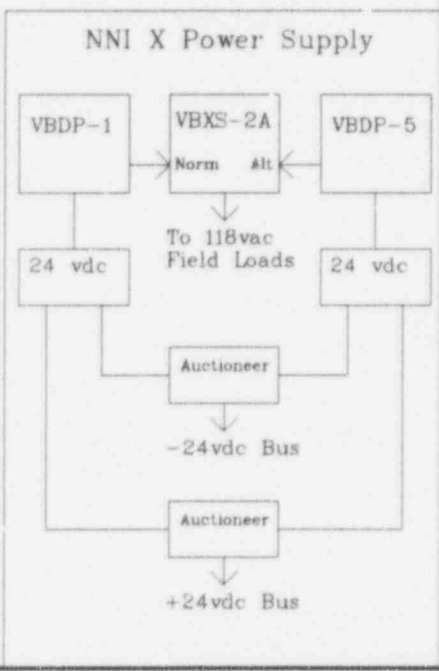 NNI X Power Supply
VBDP-1
VBXS-2A
VBDP-5
Norm Alt
To 118vac
Field Loads
24 vdc
24 vdc
Auctioneer
-24vdc Bus
Auctioneer
+24vdc Bus